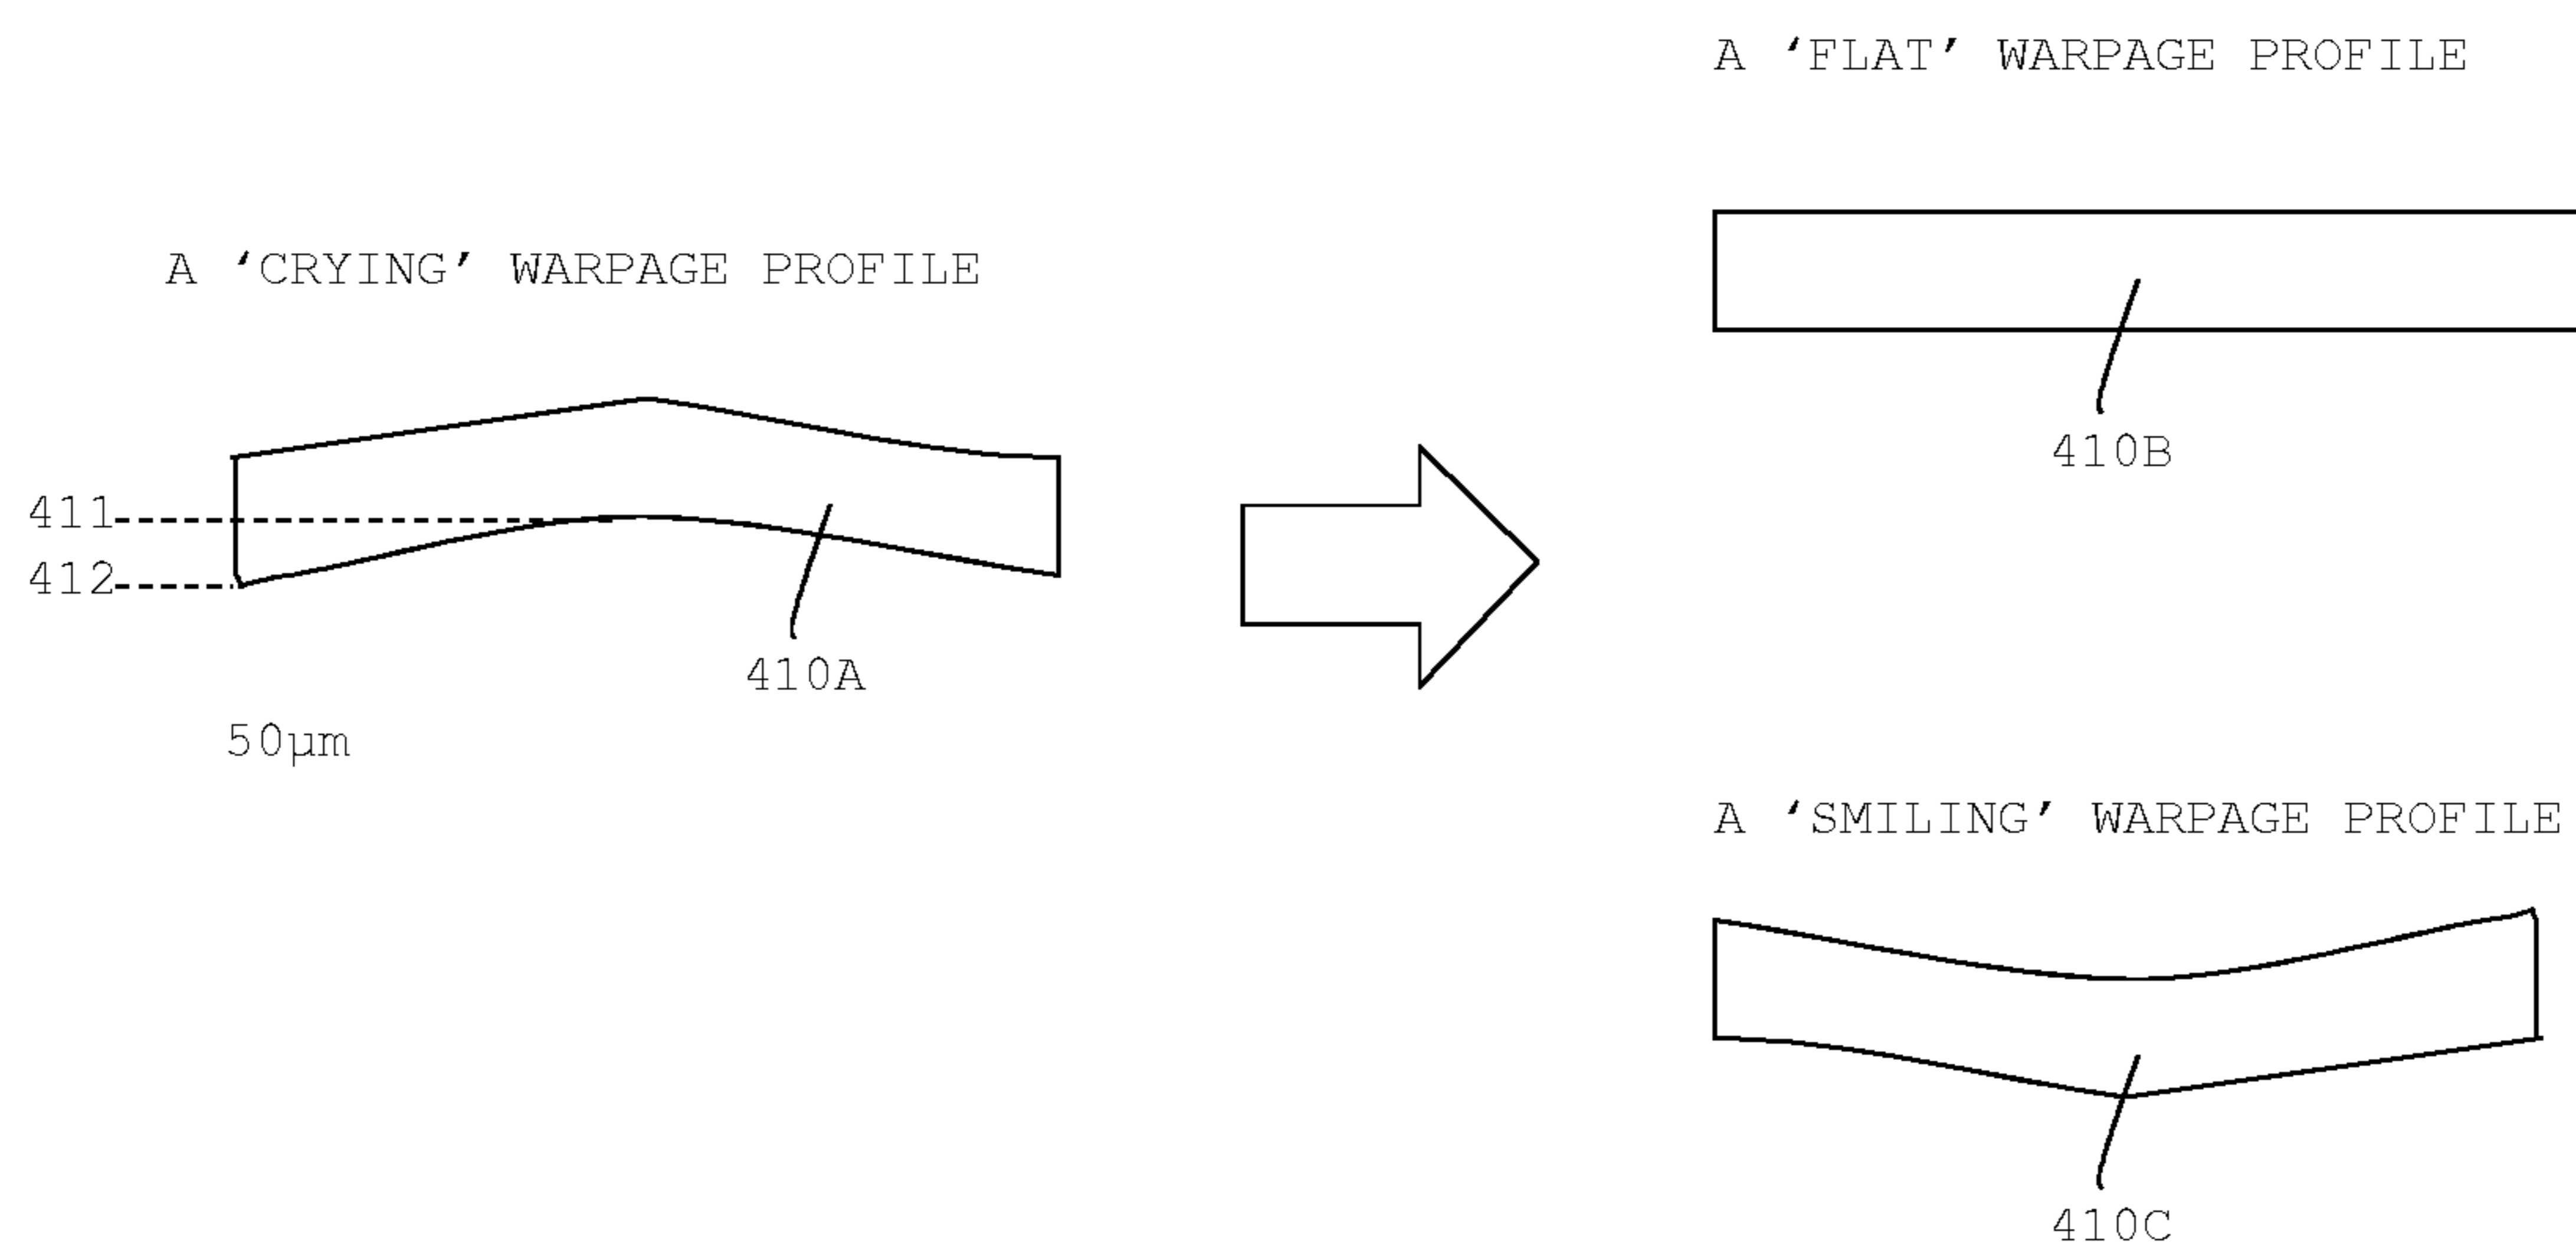 A ‘FLAT’ WARPAGE PROFILE
A ‘CRYING’ WARPAGE PROFILE
410B
411
412
410A
50µm
A ‘SMILING’ WARPAGE PROFILE
410C